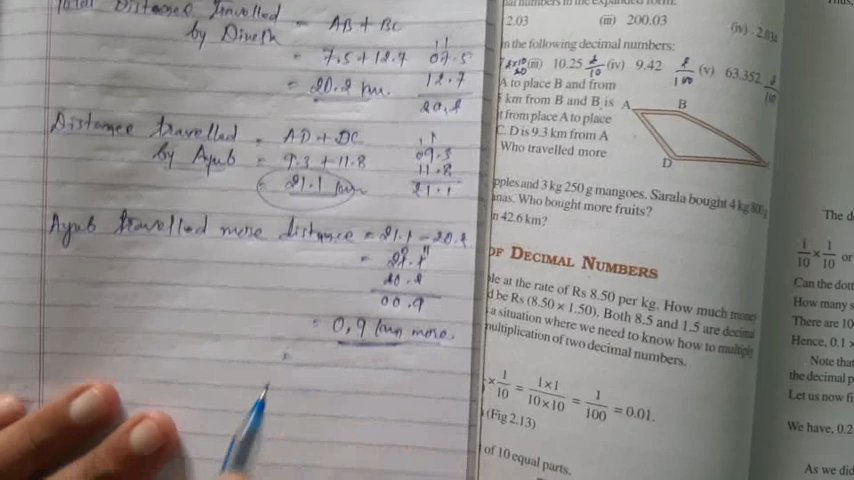 Total Distance travelled
by Dinesh = AB + BC
= 7.5 + 12.7
= 20.2 km.
07.5
12.7
20.2
Distance travelled
by Ayub = AD + DC
= 9.3 + 11.8
= 21.1 km
09.3
11.8
21.1
Ayub travelled more distance = 21.1 - 20.2
= 21.1
20.2
00.9
= 0.9 km more.
=
2.03 (iii) 200.03 (iv) 2.03
in the following decimal numbers:
(iii) 10.25 (iv) 9.42 (v) 63.352
A to place B and from
km from B and B is
from place A to place
C. D is 9.3 km from A
Who travelled more
A
B
D
pples and 3 kg 250 g mangoes. Sarala bought 4 kg 800 g
anas. Who bought more fruits?
n 42.6 km?
OF DECIMAL NUMBERS
le at the rate of Rs 8.50 per kg. How much money
d be Rs (8.50 × 1.50). Both 8.5 and 1.5 are decimal
a situation where we need to know how to multiply
multiplication of two decimal numbers.
× 1/10 = 1×1/10×10 = 1/100 = 0.01.
(Fig 2.13)
of 10 equal parts.
The d
1/10 × 1/10 or
Can the dott
How many s
There are 10
Hence, 0.1 ×
Note that
the decimal p
Let us now fi
We have, 0.2
As we did